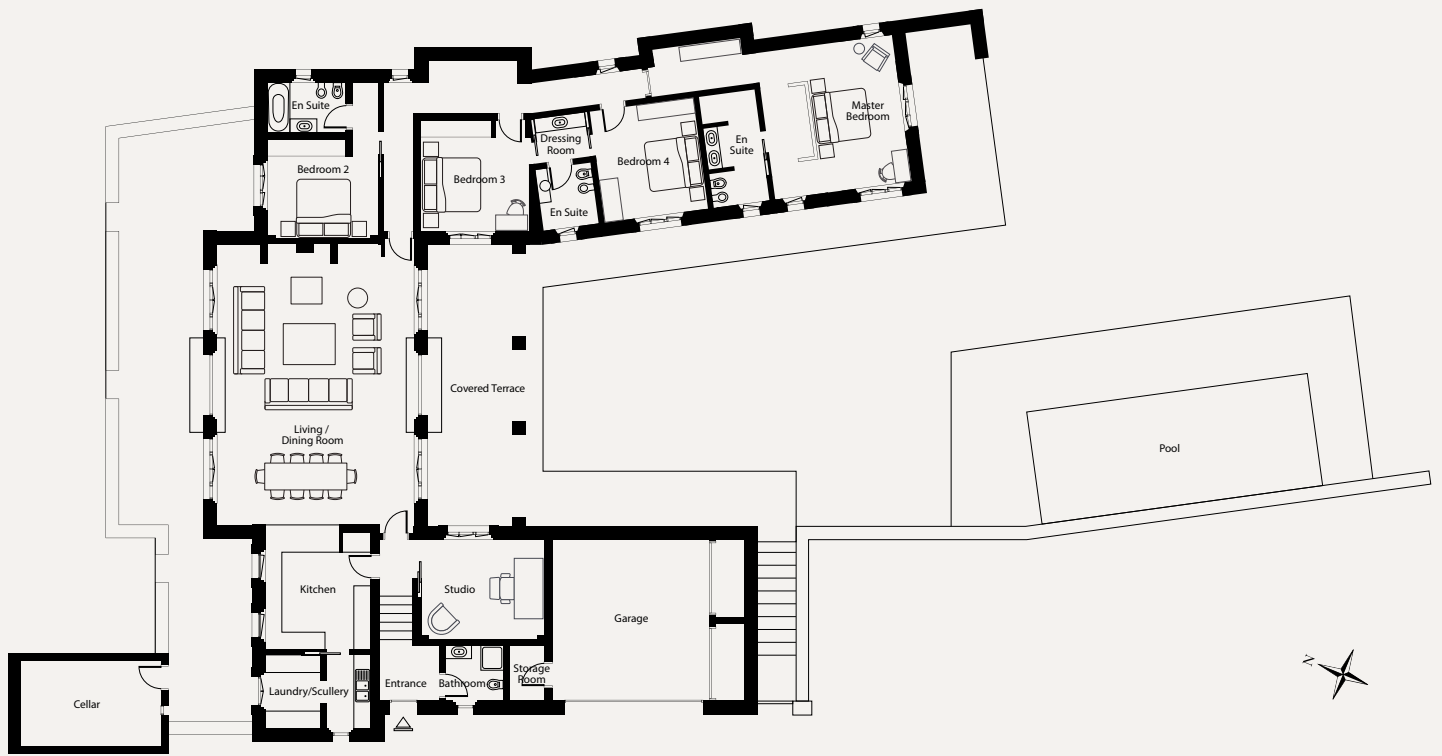 En Suite
Bedroom 2
Bedroom 3
Dressing
Room
En Suite
Bedroom 4
En
Suite
Master
Bedroom
Living /
Dining Room
Covered Terrace
Pool
Kitchen
Studio
Garage
Laundry/Scullery
Entrance
Bathroom
Storage
Room
Cellar
N